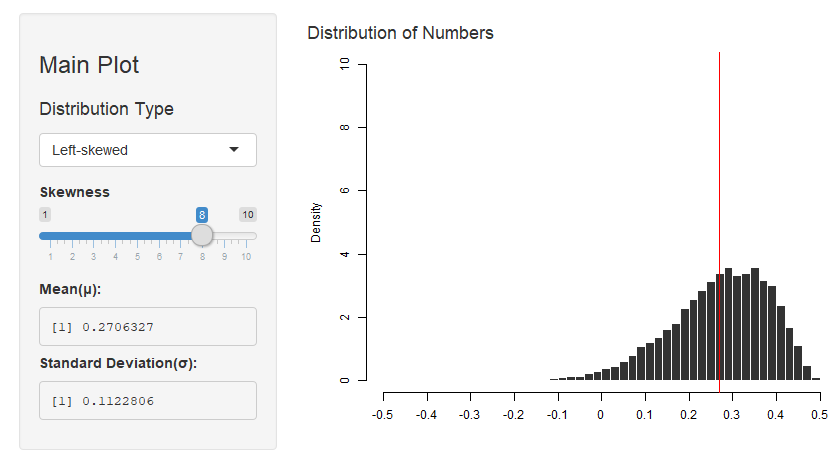 Main Plot
Distribution Type
Left-skewed
Skewness
1 8 10
1 2 3 4 5 6 7 8 9 10
Mean(μ):
[1] 0.2706327
Standard Deviation(σ):
[1] 0.1122806
Distribution of Numbers
10
8
6
4
2
0
Density
-0.5 -0.4 -0.3 -0.2 -0.1 0 0.1 0.2 0.3 0.4 0.5